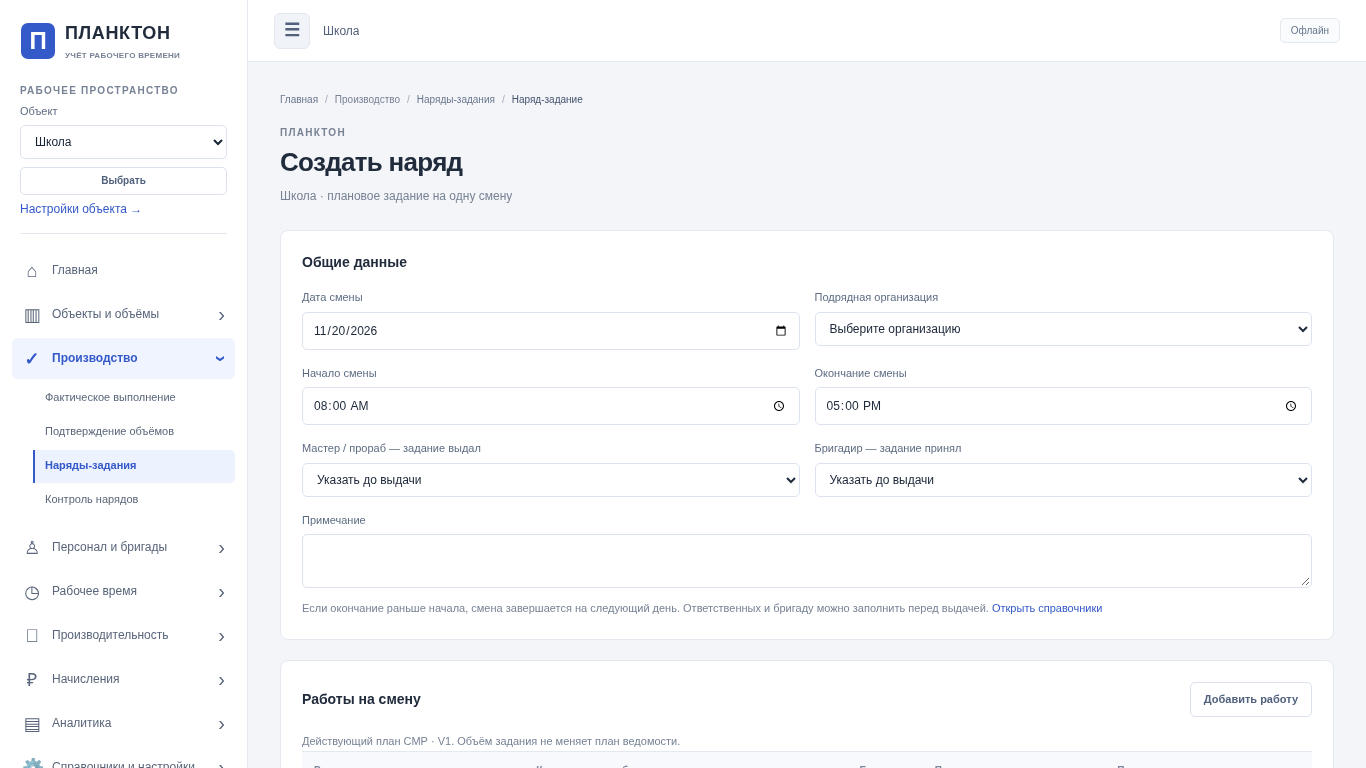 П
ПЛАНКТОН
УЧЁТ РАБОЧЕГО ВРЕМЕНИ
РАБОЧЕЕ ПРОСТРАНСТВО
Объект
Школа
Выбрать
Настройки объекта →
Главная
Объекты и объёмы
Производство
Фактическое выполнение
Подтверждение объёмов
Наряды-задания
Контроль нарядов
Персонал и бригады
Рабочее время
Производительность
₽ Начисления
Аналитика
Справочники и настройки
☰ Школа
Офлайн
Главная / Производство / Наряды-задания / Наряд-задание
ПЛАНКТОН
Создать наряд
Школа · плановое задание на одну смену
Общие данные
Дата смены
11/20/2026
Подрядная организация
Выберите организацию
Начало смены
08:00 AM
Окончание смены
05:00 PM
Мастер / прораб — задание выдал
Указать до выдачи
Бригадир — задание принял
Указать до выдачи
Примечание
Если окончание раньше начала, смена завершается на следующий день. Ответственных и бригаду можно заполнить перед выдачей. Открыть справочники
Работы на смену
Добавить работу
Действующий план СМР · V1. Объём задания не меняет план ведомости.